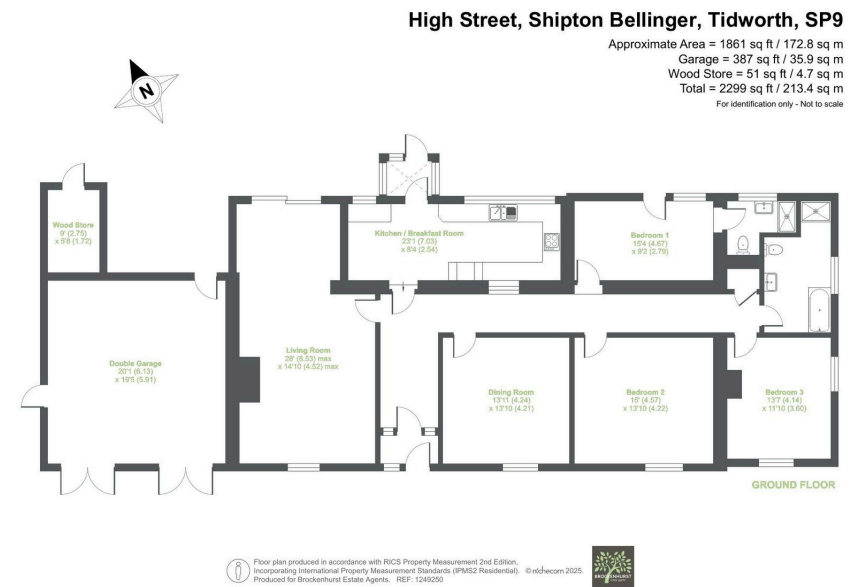 High Street, Shipton Bellinger, Tidworth, SP9
Approximate Area = 1861 sq ft / 172.8 sq m
Garage = 387 sq ft / 35.9 sq m
Wood Store = 51 sq ft / 4.7 sq m
Total = 2299 sq ft / 213.4 sq m
For identification only - Not to scale
N
Wood Store
9' (2.75)
x 5'8 (1.72)
Kitchen / Breakfast Room
23'1 (7.03)
x 8'4 (2.54)
Bedroom 1
15'4 (4.67)
x 9'2 (2.79)
Double Garage
20'1 (6.13)
x 19'5 (5.91)
Living Room
28' (8.53) max
x 14'10 (4.52) max
Dining Room
13'11 (4.24)
x 13'10 (4.21)
Bedroom 2
15' (4.57)
x 13'10 (4.22)
Bedroom 3
13'7 (4.14)
x 11'10 (3.60)
GROUND FLOOR
Floor plan produced in accordance with RICS Property Measurement 2nd Edition,
Incorporating International Property Measurement Standards (IPMS2 Residential). © nichecom 2025.
Produced for Brockenhurst Estate Agents. REF: 1249250
BROCKENHURST